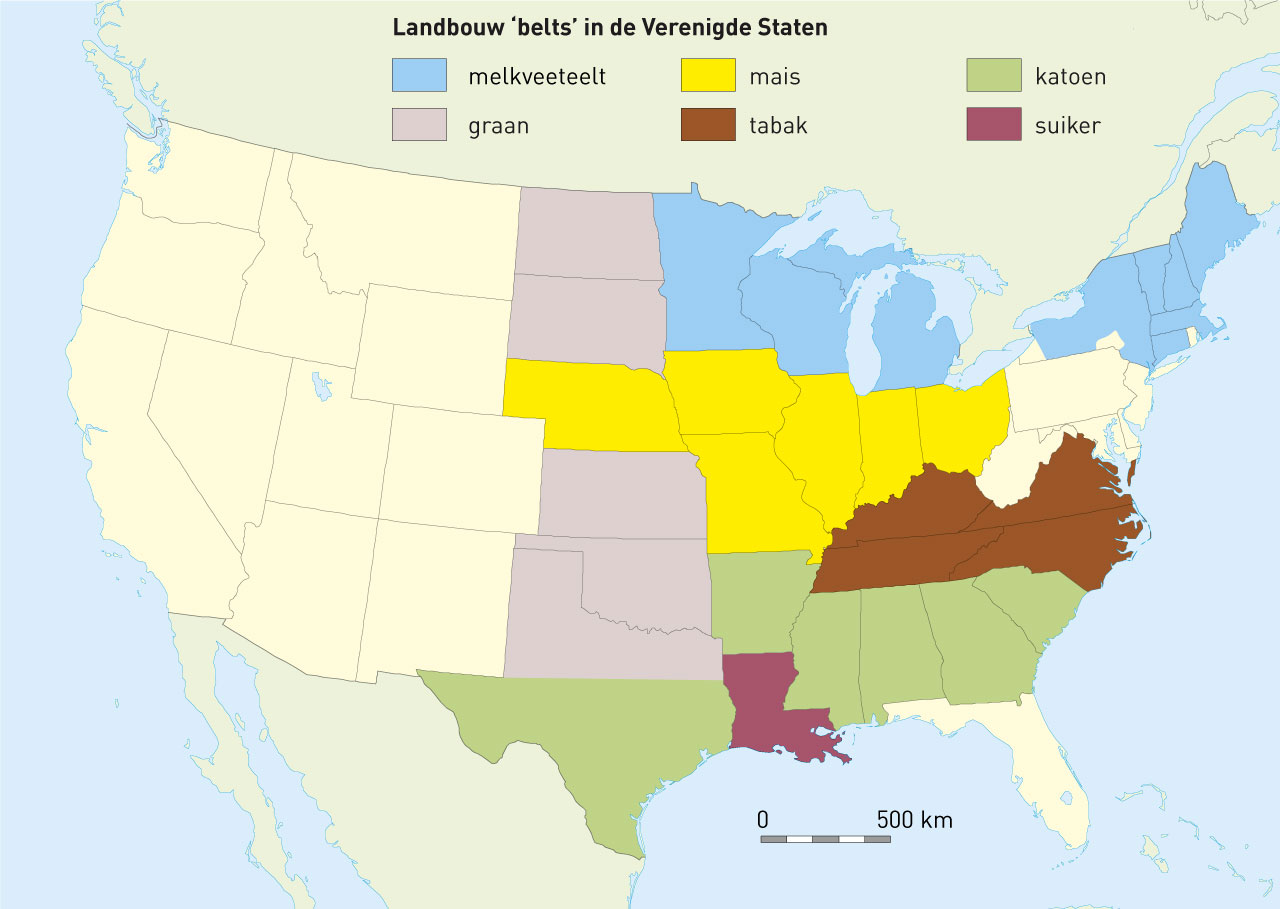 Landbouw ‘belts’ in de Verenigde Staten
melkveeteelt mais katoen
graan tabak suiker
0 500 km